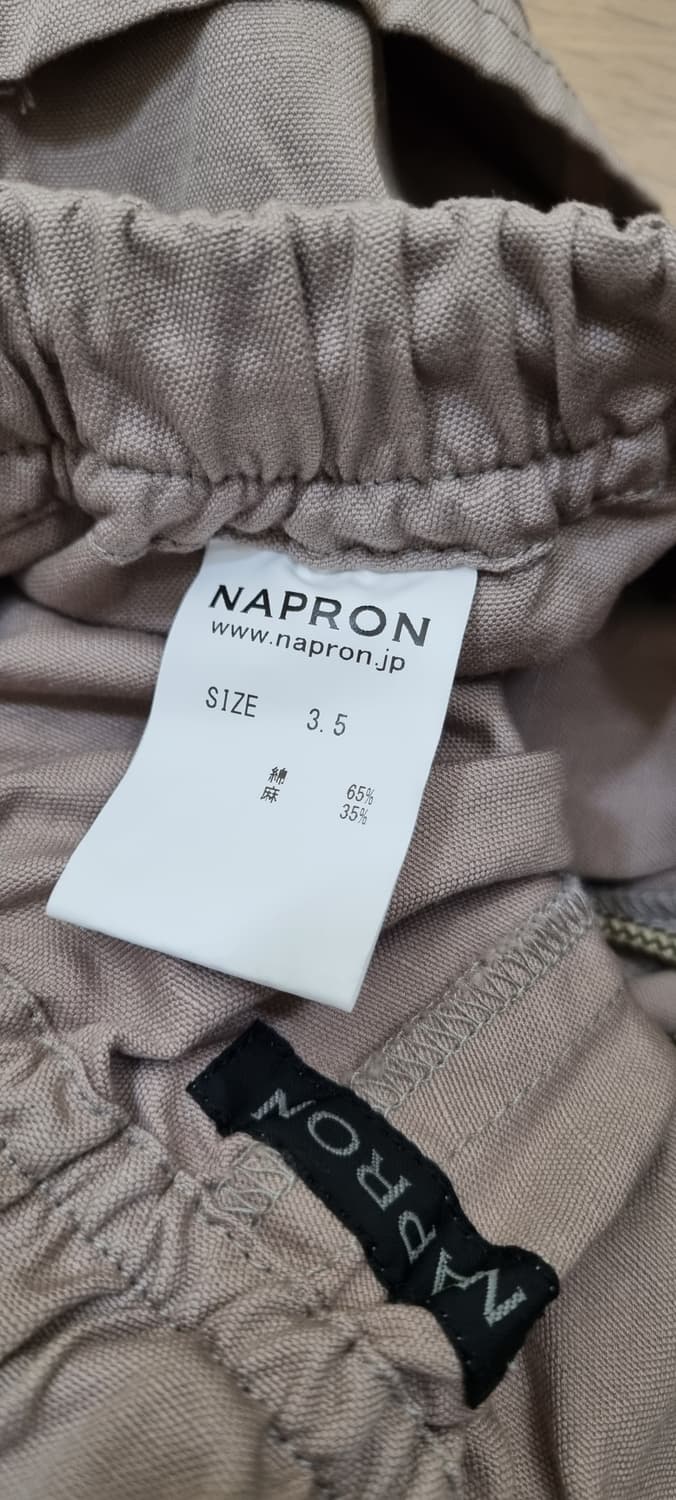 NAPRON
www.napron.jp
SIZE 3.5
綿 65%
麻 35%
NAPRON